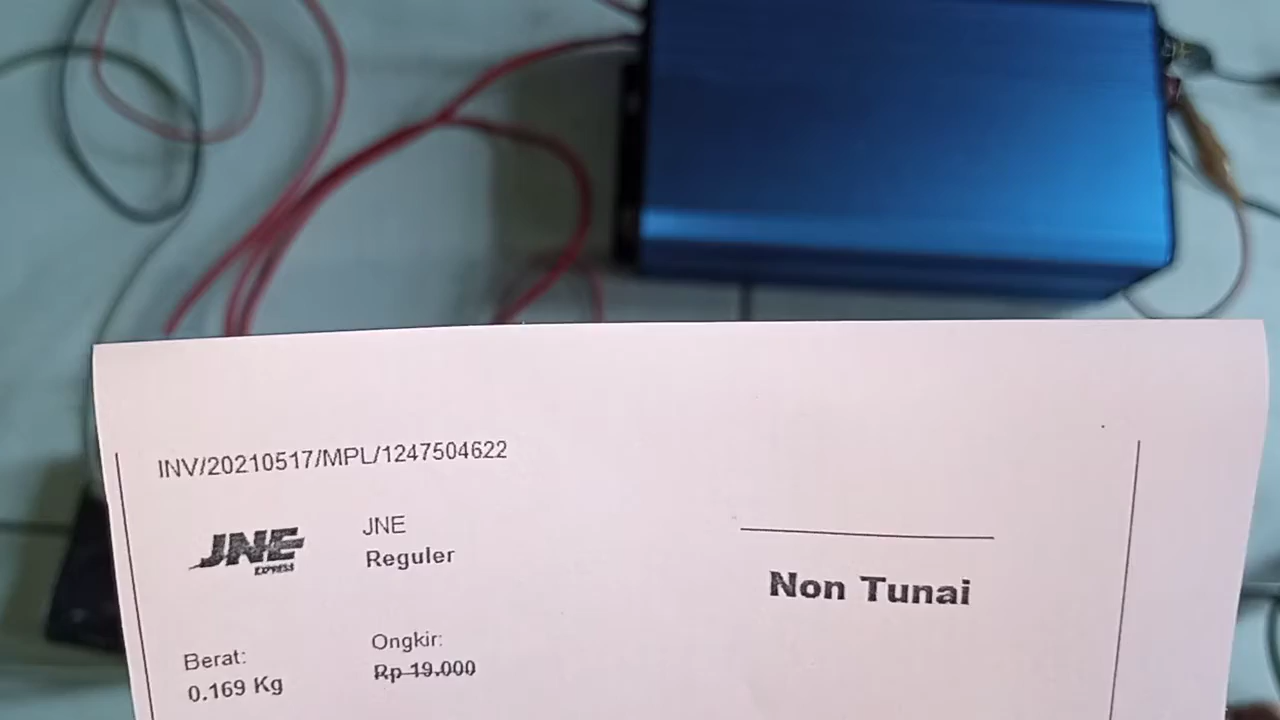 INV/20210517/MPL/1247504622
JNE
EXPRESS
JNE
Reguler
Non Tunai
Berat:
0.169 Kg
Ongkir:
Rp 19.000